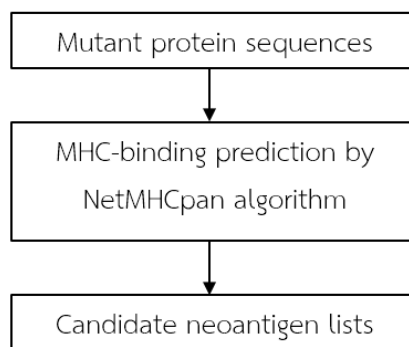 Mutant protein sequences
MHC-binding prediction by
NetMHCpan algorithm
Candidate neoantigen lists